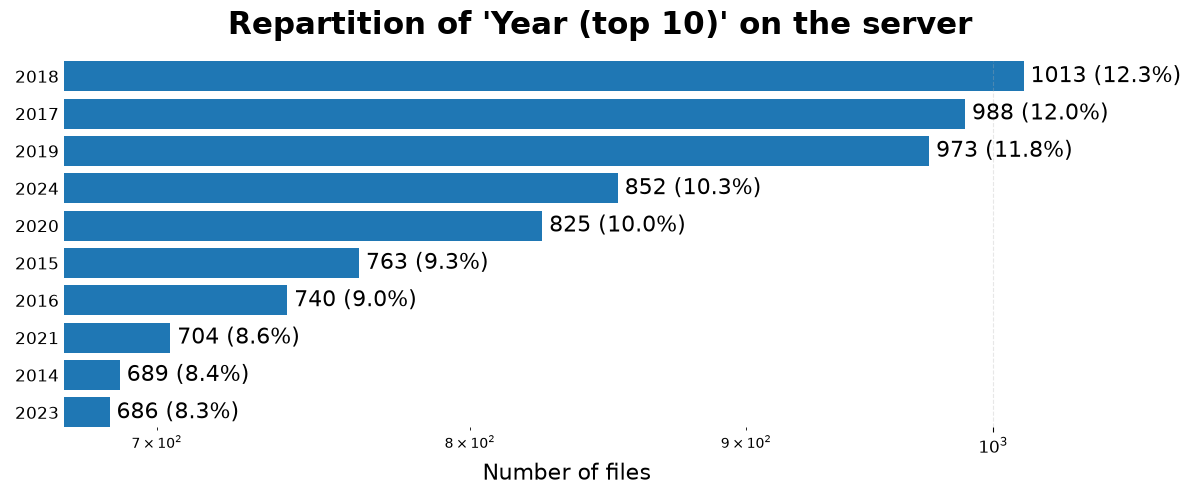 Repartition of 'Year (top 10)' on the server
2018 1013 (12.3%)
2017 988 (12.0%)
2019 973 (11.8%)
2024 852 (10.3%)
2020 825 (10.0%)
2015 763 (9.3%)
2016 740 (9.0%)
2021 704 (8.6%)
2014 689 (8.4%)
2023 686 (8.3%)
7 × 10² 8 × 10² 9 × 10² 10³
Number of files